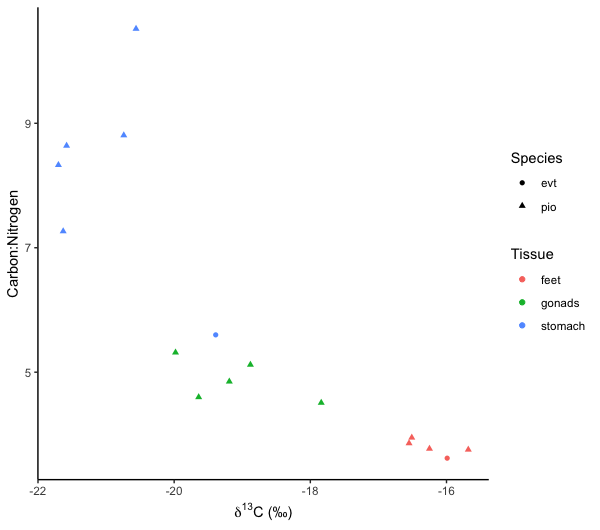 9
7
5
Carbon:Nitrogen
-22
-20
-18
-16
δ¹³C (‰)
Species
evt
pio
Tissue
feet
gonads
stomach